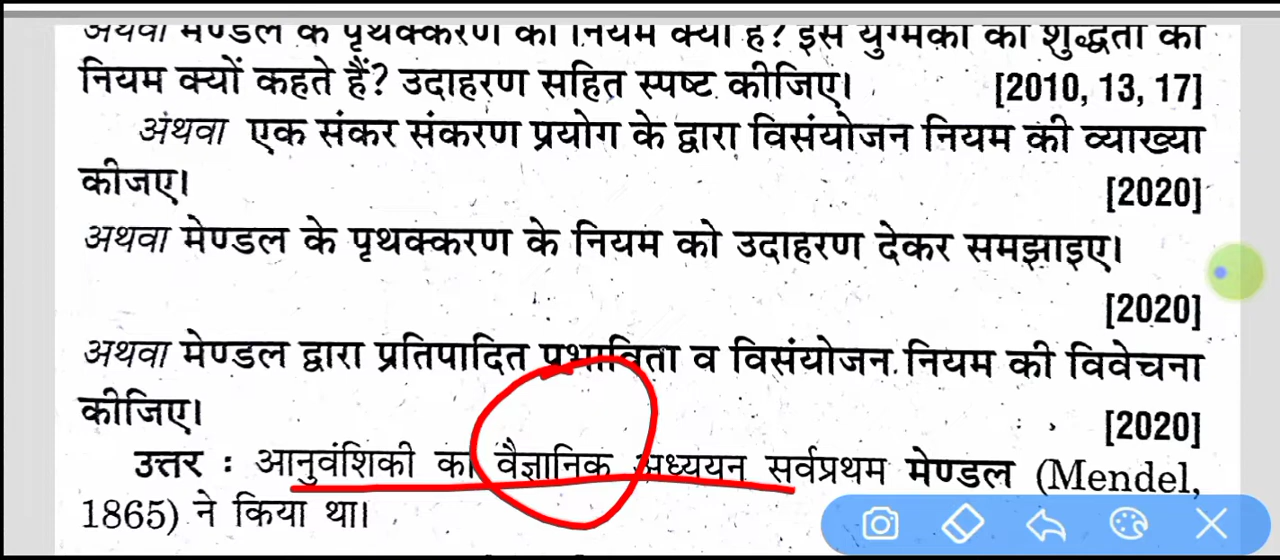 अथवा मेण्डल के पृथक्करण का नियम क्या है? इसे युग्मकों की शुद्धता का
नियम क्यों कहते हैं? उदाहरण सहित स्पष्ट कीजिए। [2010, 13, 17]
अथवा एक संकर संकरण प्रयोग के द्वारा विसंयोजन नियम की व्याख्या
कीजए। [2020]
अथवा मेण्डल के पृथक्करण के नियम को उदाहरण देकर समझाइए।
[2020]
अथवा मेण्डल द्वारा प्रतिपादित प्रभाविता व विसंयोजन नियम की विवेचना
कीजिए। [2020]
उत्तर : आनुवंशिकी का वैज्ञानिक अध्ययन सर्वप्रथम मेण्डल (Mendel,
1865) ने किया था।